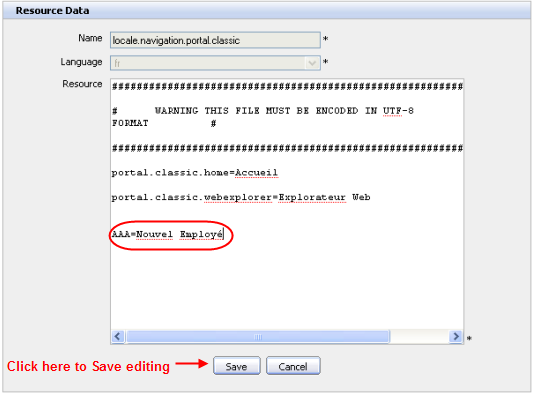 Resource Data
Name locale.navigation.portal.classic *
Language fr *
Resource ##########################################################
# WARNING THIS FILE MUST BE ENCODED IN UTF-8
FORMAT #
##########################################################
portal.classic.home=Accueil
portal.classic.webexplorer=Explorateur Web
AAA=Nouvel Employé
*
Click here to Save editing Save Cancel